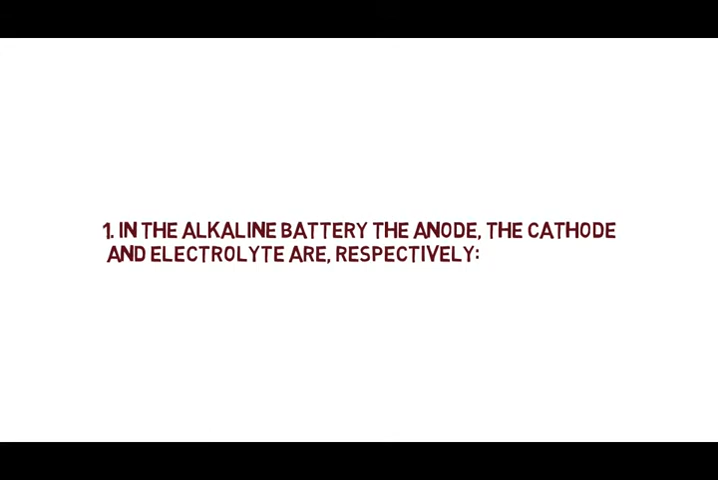 1. IN THE ALKALINE BATTERY THE ANODE, THE CATHODE
AND ELECTROLYTE ARE, RESPECTIVELY: